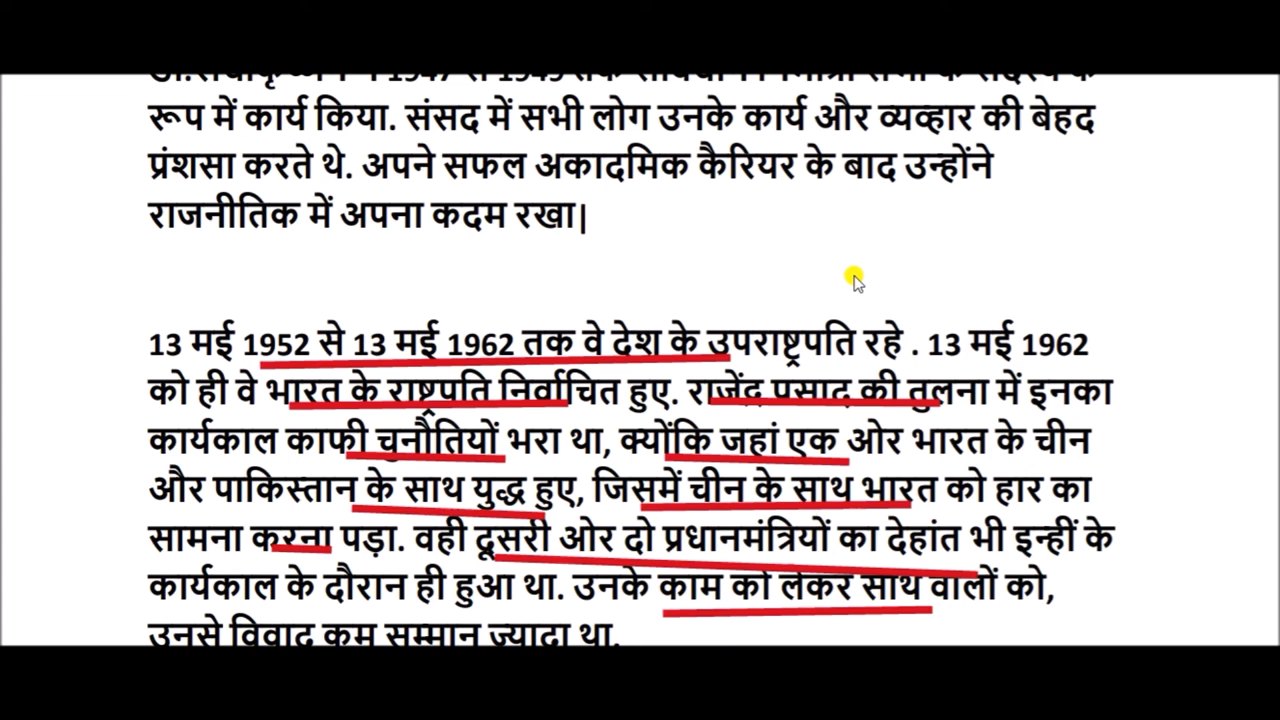 रूप में कार्य किया. संसद में सभी लोग उनके कार्य और व्यव्हार की बेहद
प्रंशसा करते थे. अपने सफल अकादमिक कैरियर के बाद उन्होंने
राजनीतिक में अपना कदम रखा|
13 मई 1952 से 13 मई 1962 तक वे देश के उपराष्ट्रपति रहे . 13 मई 1962
को ही वे भारत के राष्ट्रपति निर्वाचित हुए. राजेंद्र प्रसाद की तुलना में इनका
कार्यकाल काफी चुनौतियों भरा था, क्योंकि जहां एक ओर भारत के चीन
और पाकिस्तान के साथ युद्ध हुए, जिसमें चीन के साथ भारत को हार का
सामना करना पड़ा. वही दूसरी ओर दो प्रधानमंत्रियों का देहांत भी इन्हीं के
कार्यकाल के दौरान ही हुआ था. उनके काम को लेकर साथ वालों को,
उनसे विवाद कम सम्मान ज्यादा था.